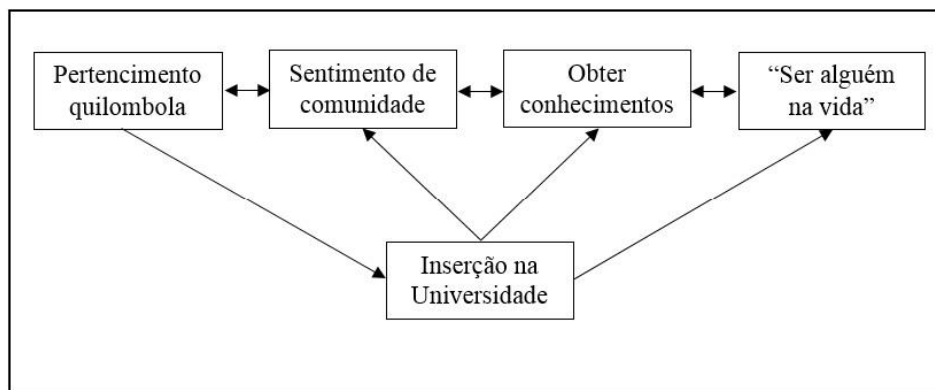 Pertencimento
quilombola
Sentimento de
comunidade
Obter
conhecimentos
“Ser alguém
na vida”
Inserção na
Universidade